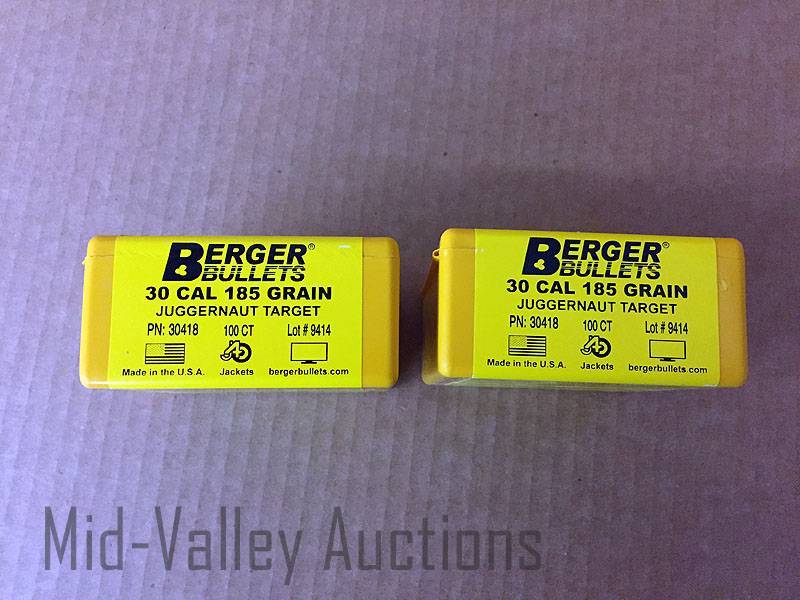 BERGER®
BULLETS
30 CAL 185 GRAIN
JUGGERNAUT TARGET
PN: 30418 100 CT Lot # 9414
Made in the U.S.A. Jackets bergerbullets.com
BERGER®
BULLETS
30 CAL 185 GRAIN
JUGGERNAUT TARGET
PN: 30418 100 CT Lot # 9414
Made in the U.S.A. Jackets bergerbullets.com
Mid-Valley Auctions